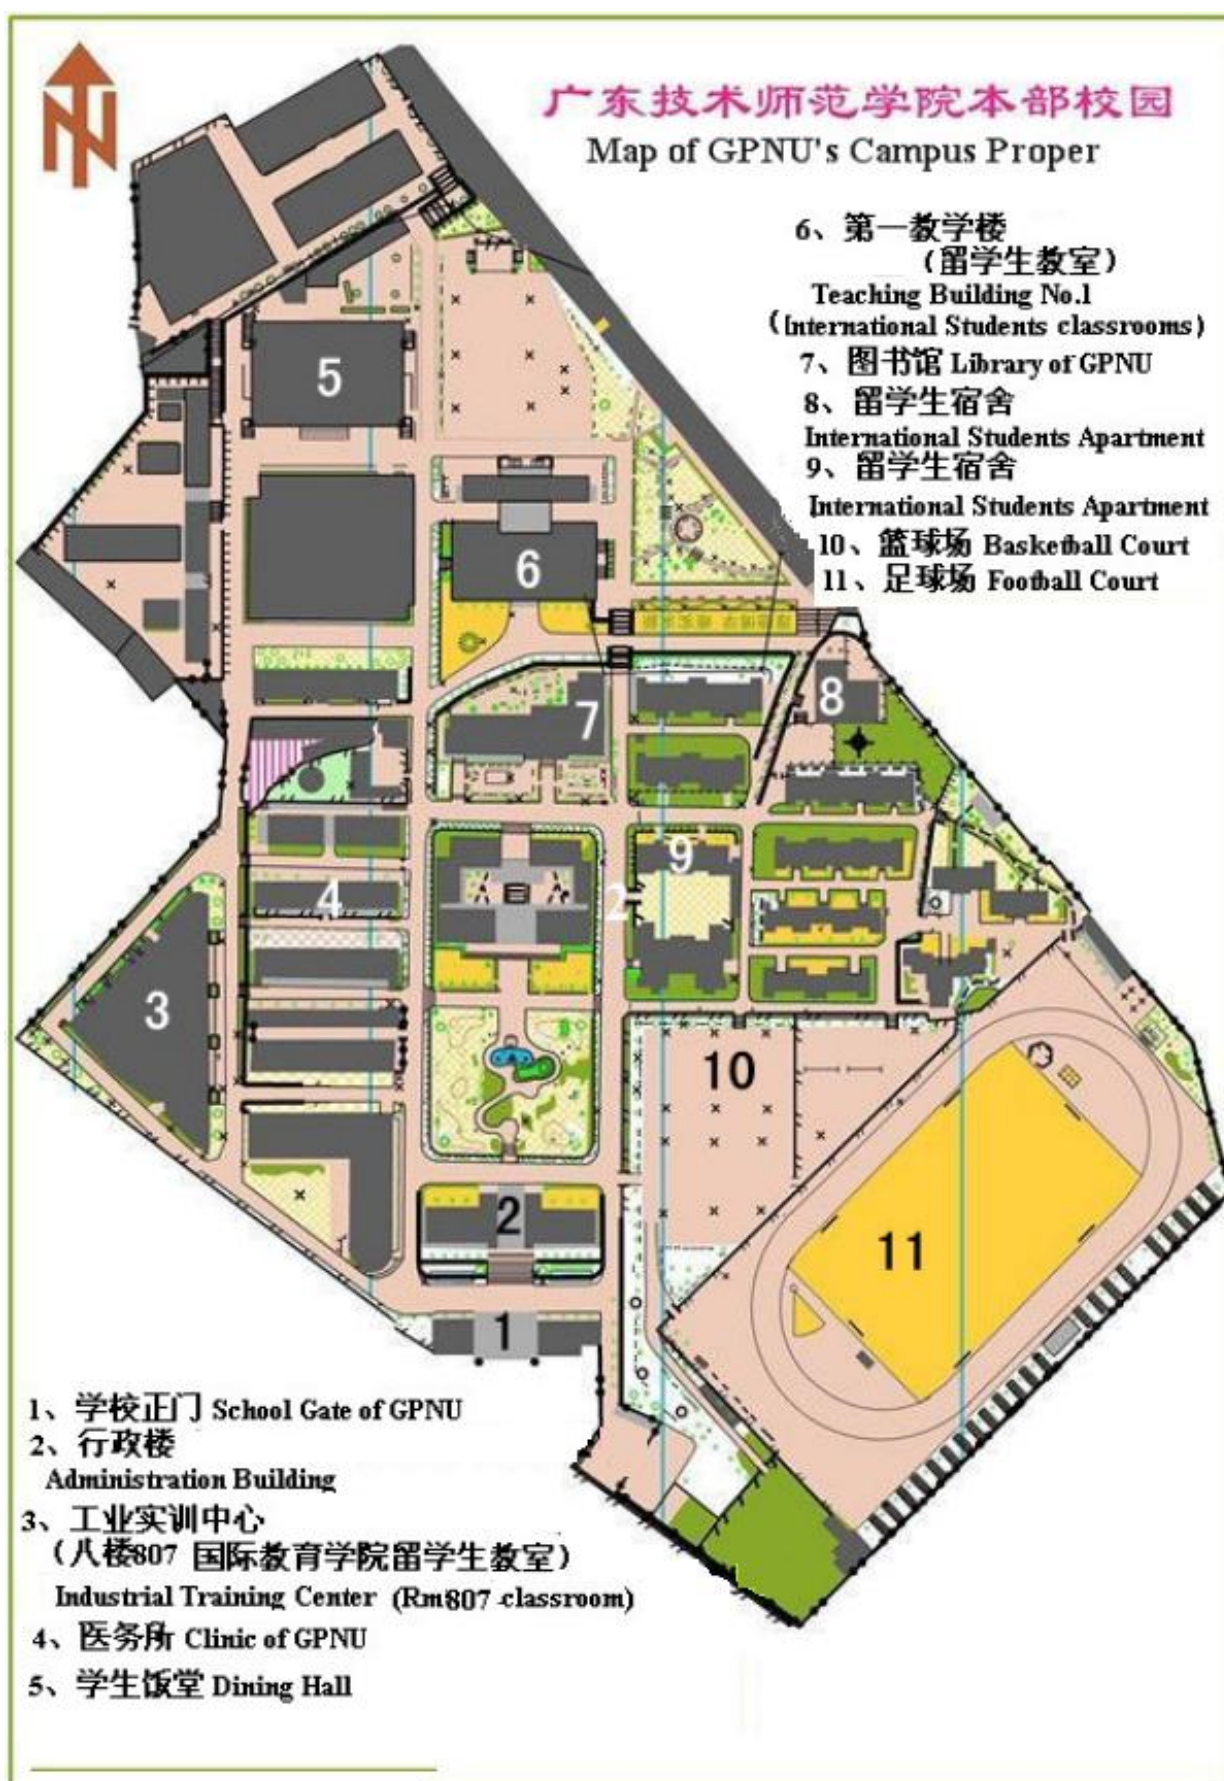 广东技术师范学院本部校园
Map of GPNU's Campus Proper
6、第一教学楼
（留学生教室）
Teaching Building No.1
(International Students classrooms)
7、图书馆 Library of GPNU
8、留学生宿舍
International Students Apartment
9、留学生宿舍
International Students Apartment
10、篮球场 Basketball Court
11、足球场 Football Court
5
6
7
8
9
4
2
3
10
2
11
1
1、学校正门 School Gate of GPNU
2、行政楼
Administration Building
3、工业实训中心
（八楼807 国际教育学院留学生教室）
Industrial Training Center (Rm807 classroom)
4、医务所 Clinic of GPNU
5、学生饭堂 Dining Hall